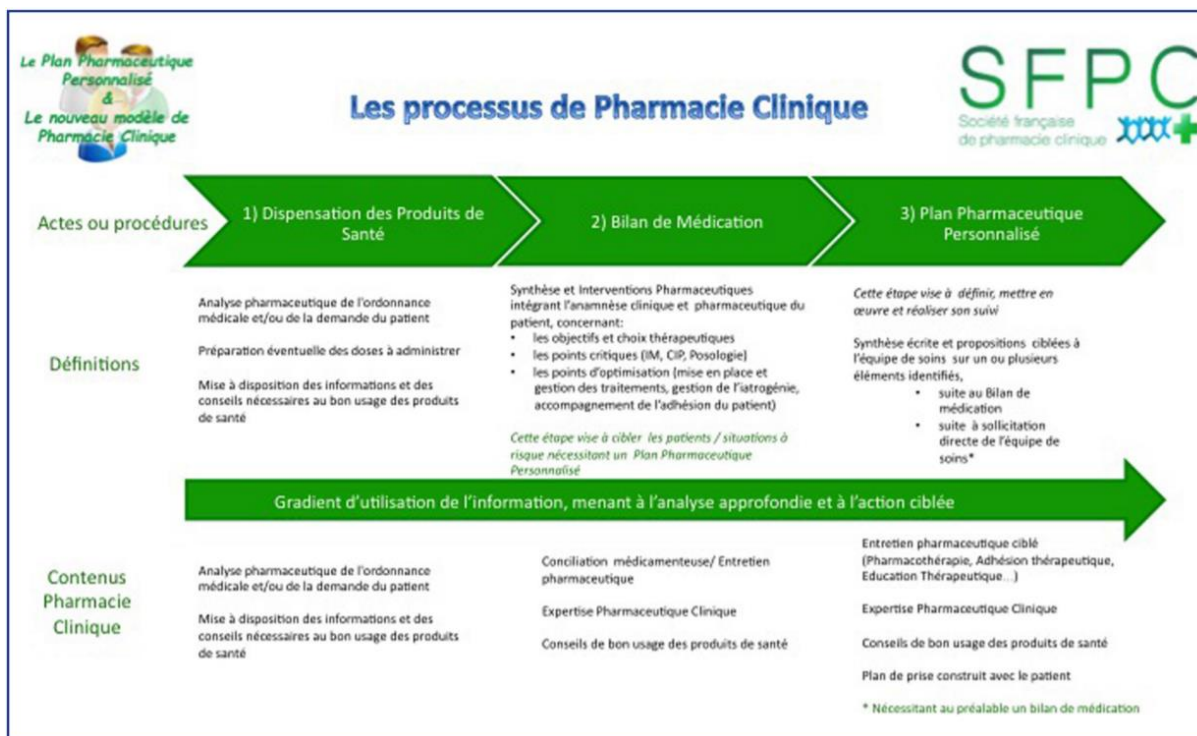 Le Plan Pharmaceutique
Personnalisé
&
Le nouveau modèle de
Pharmacie Clinique
Les processus de Pharmacie Clinique
SFPC
Société française
de pharmacie clinique
Actes ou procédures
1) Dispensation des Produits de
Santé
2) Bilan de Médication
3) Plan Pharmaceutique
Personnalisé
Définitions
Analyse pharmaceutique de l'ordonnance
médicale et/ou de la demande du patient
Préparation éventuelle des doses à administrer
Mise à disposition des informations et des
conseils nécessaires au bon usage des produits
de santé
Synthèse et Interventions Pharmaceutiques
intégrant l'anamnèse clinique et pharmaceutique du
patient, concernant:
• les objectifs et choix thérapeutiques
• les points critiques (IM, CIP, Posologie)
• les points d'optimisation (mise en place et
gestion des traitements, gestion de l'iatrogénie,
accompagnement de l'adhésion du patient)
Cette étape vise à cibler les patients / situations à
risque nécessitant un Plan Pharmaceutique
Personnalisé
Cette étape vise à définir, mettre en
œuvre et réaliser son suivi
Synthèse écrite et propositions ciblées à
l'équipe de soins sur un ou plusieurs
éléments identifiés,
• suite au Bilan de
médication
• suite à sollicitation
directe de l'équipe de
soins*
Gradient d'utilisation de l'information, menant à l'analyse approfondie et à l'action ciblée
Contenus
Pharmacie
Clinique
Analyse pharmaceutique de l'ordonnance
médicale et/ou de la demande du patient
Mise à disposition des informations et des
conseils nécessaires au bon usage des produits
de santé
Conciliation médicamenteuse/ Entretien
pharmaceutique
Expertise Pharmaceutique Clinique
Conseils de bon usage des produits de santé
Entretien pharmaceutique ciblé
(Pharmacothérapie, Adhésion thérapeutique,
Education Thérapeutique…)
Expertise Pharmaceutique Clinique
Conseils de bon usage des produits de santé
Plan de prise construit avec le patient
* Nécessitant au préalable un bilan de médication